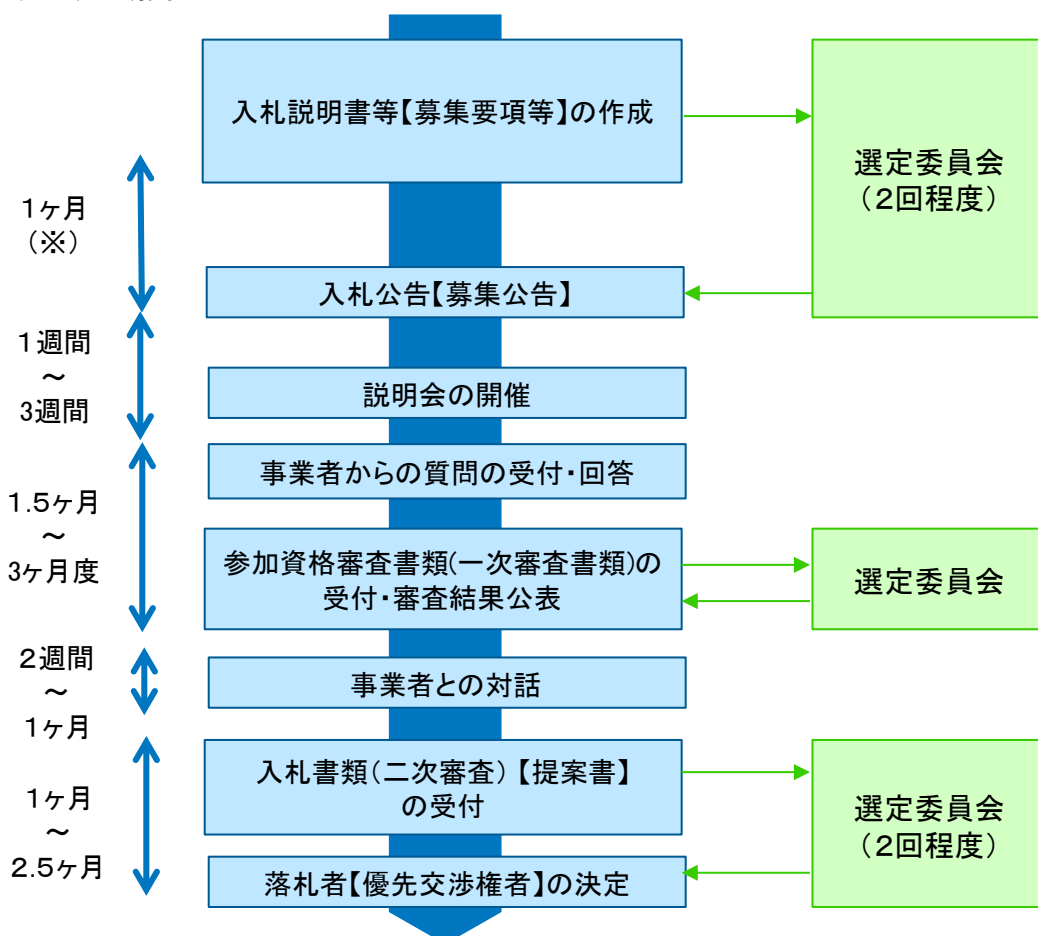 入札説明書等【募集要項等】の作成
選定委員会
（２回程度）
1ヶ月
（※）
入札公告【募集公告】
１週間
～
3週間
説明会の開催
事業者からの質問の受付・回答
1.5ヶ月
～
3ヶ月度
参加資格審査書類(一次審査書類)の
受付・審査結果公表
選定委員会
２週間
～
1ヶ月
事業者との対話
入札書類（二次審査）【提案書】
の受付
選定委員会
（２回程度）
1ヶ月
～
2.5ヶ月
落札者【優先交渉権者】の決定